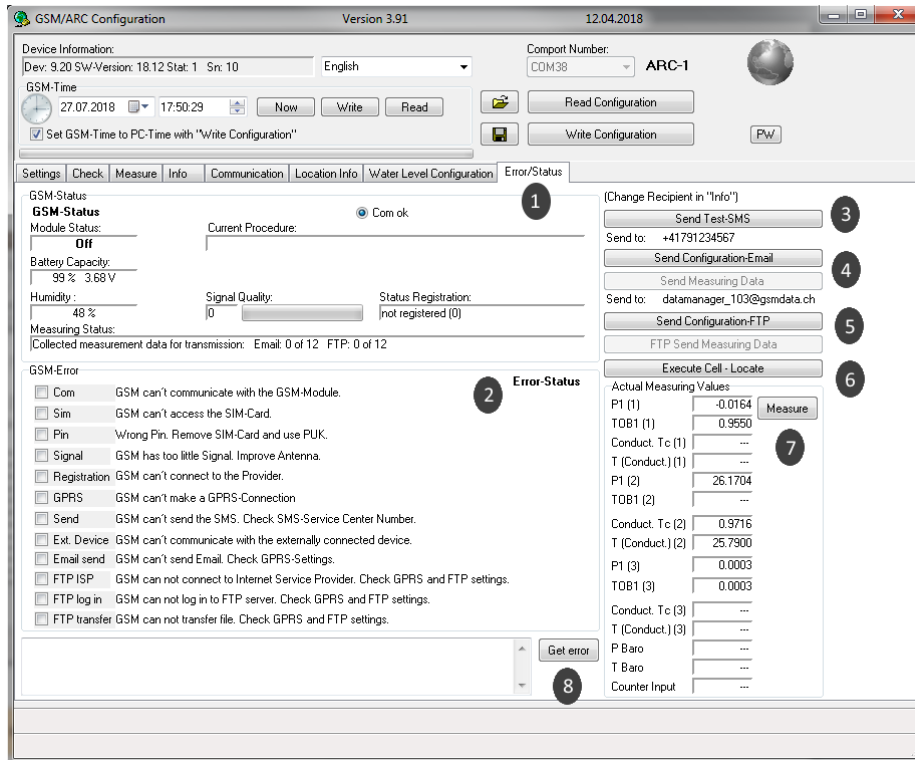 GSM/ARC Configuration Version 3.91 12.04.2018
Device Information:
Dev: 9.20 SW-Version: 18.12 Stat: 1 Sn: 10
English
Comport Number:
COM38
ARC-1
GSM-Time
27.07.2018 17:50:29 Now Write Read
Read Configuration
Set GSM-Time to PC-Time with "Write Configuration"
Write Configuration
PW
Settings Check Measure Info Communication Location Info Water Level Configuration Error/Status
GSM-Status
GSM-Status
Com ok
1
Module Status: Current Procedure:
Off
Battery Capacity:
99 % 3.68 V
Humidity : Signal Quality: Status Registration:
48 % 0 not registered (0)
Measuring Status:
Collected measurement data for transmission: Email: 0 of 12 FTP: 0 of 12
GSM-Error
Error-Status
2
Com GSM can´t communicate with the GSM-Module.
Sim GSM can´t access the SIM-Card.
Pin Wrong Pin. Remove SIM-Card and use PUK.
Signal GSM has too little Signal. Improve Antenna.
Registration GSM can´t connect to the Provider.
GPRS GSM can´t make a GPRS-Connection
Send GSM can´t send the SMS. Check SMS-Service Center Number.
Ext. Device GSM can´t communicate with the externally connected device.
Email send GSM can´t send Email. Check GPRS-Settings.
FTP ISP GSM can not connect to Internet Service Provider. Check GPRS and FTP settings.
FTP log in GSM can not log in to FTP server. Check GPRS and FTP settings.
FTP transfer GSM can not transfer file. Check GPRS and FTP settings.
Get error
8
(Change Recipient in "Info")
Send Test-SMS
3
Send to: +41791234567
Send Configuration-Email
4
Send Measuring Data
Send to: datamanager_103@gsmdata.ch
Send Configuration-FTP
5
FTP Send Measuring Data
Execute Cell - Locate
6
Actual Measuring Values
P1 (1) -0.0164
Measure
TOB1 (1) 0.9550
7
Conduct. Tc (1) ---
T (Conduct.) (1) ---
P1 (2) 26.1704
TOB1 (2) ---
Conduct. Tc (2) 0.9716
T (Conduct.) (2) 25.7900
P1 (3) 0.0003
TOB1 (3) 0.0003
Conduct. Tc (3) ---
T (Conduct.) (3) ---
P Baro ---
T Baro ---
Counter Input ---